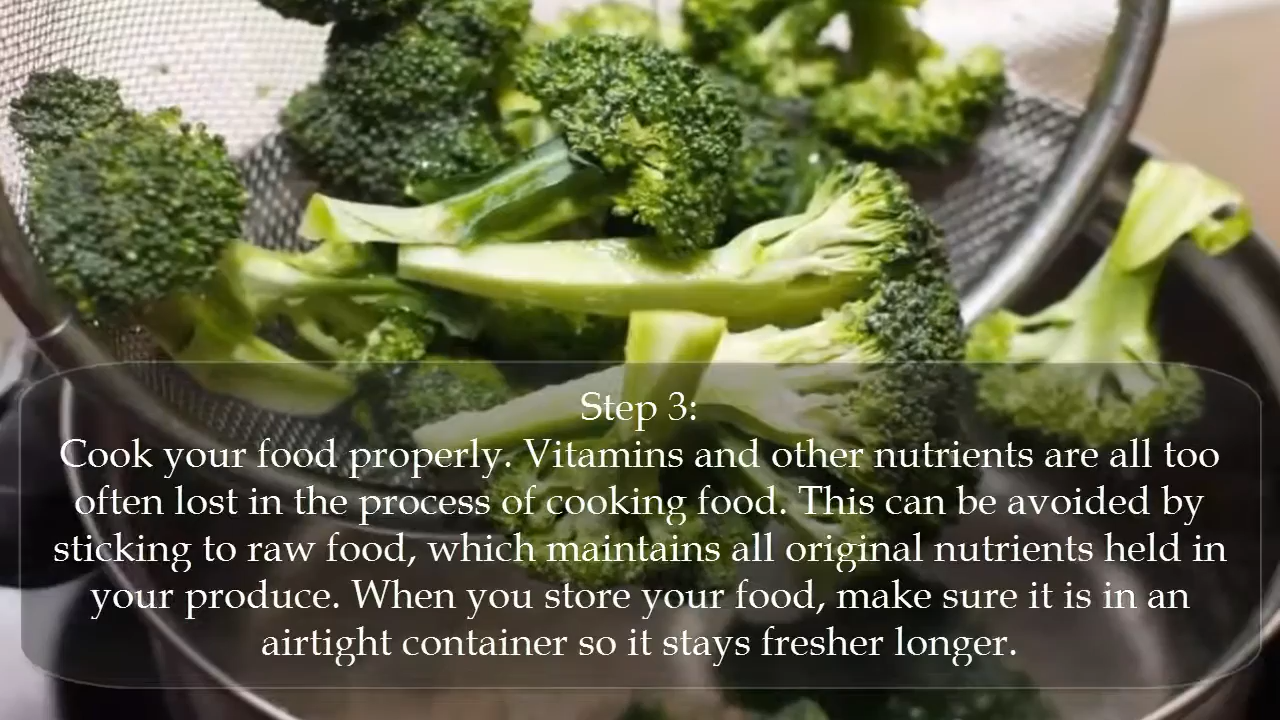 Step 3:
Cook your food properly. Vitamins and other nutrients are all too
often lost in the process of cooking food. This can be avoided by
sticking to raw food, which maintains all original nutrients held in
your produce. When you store your food, make sure it is in an
airtight container so it stays fresher longer.